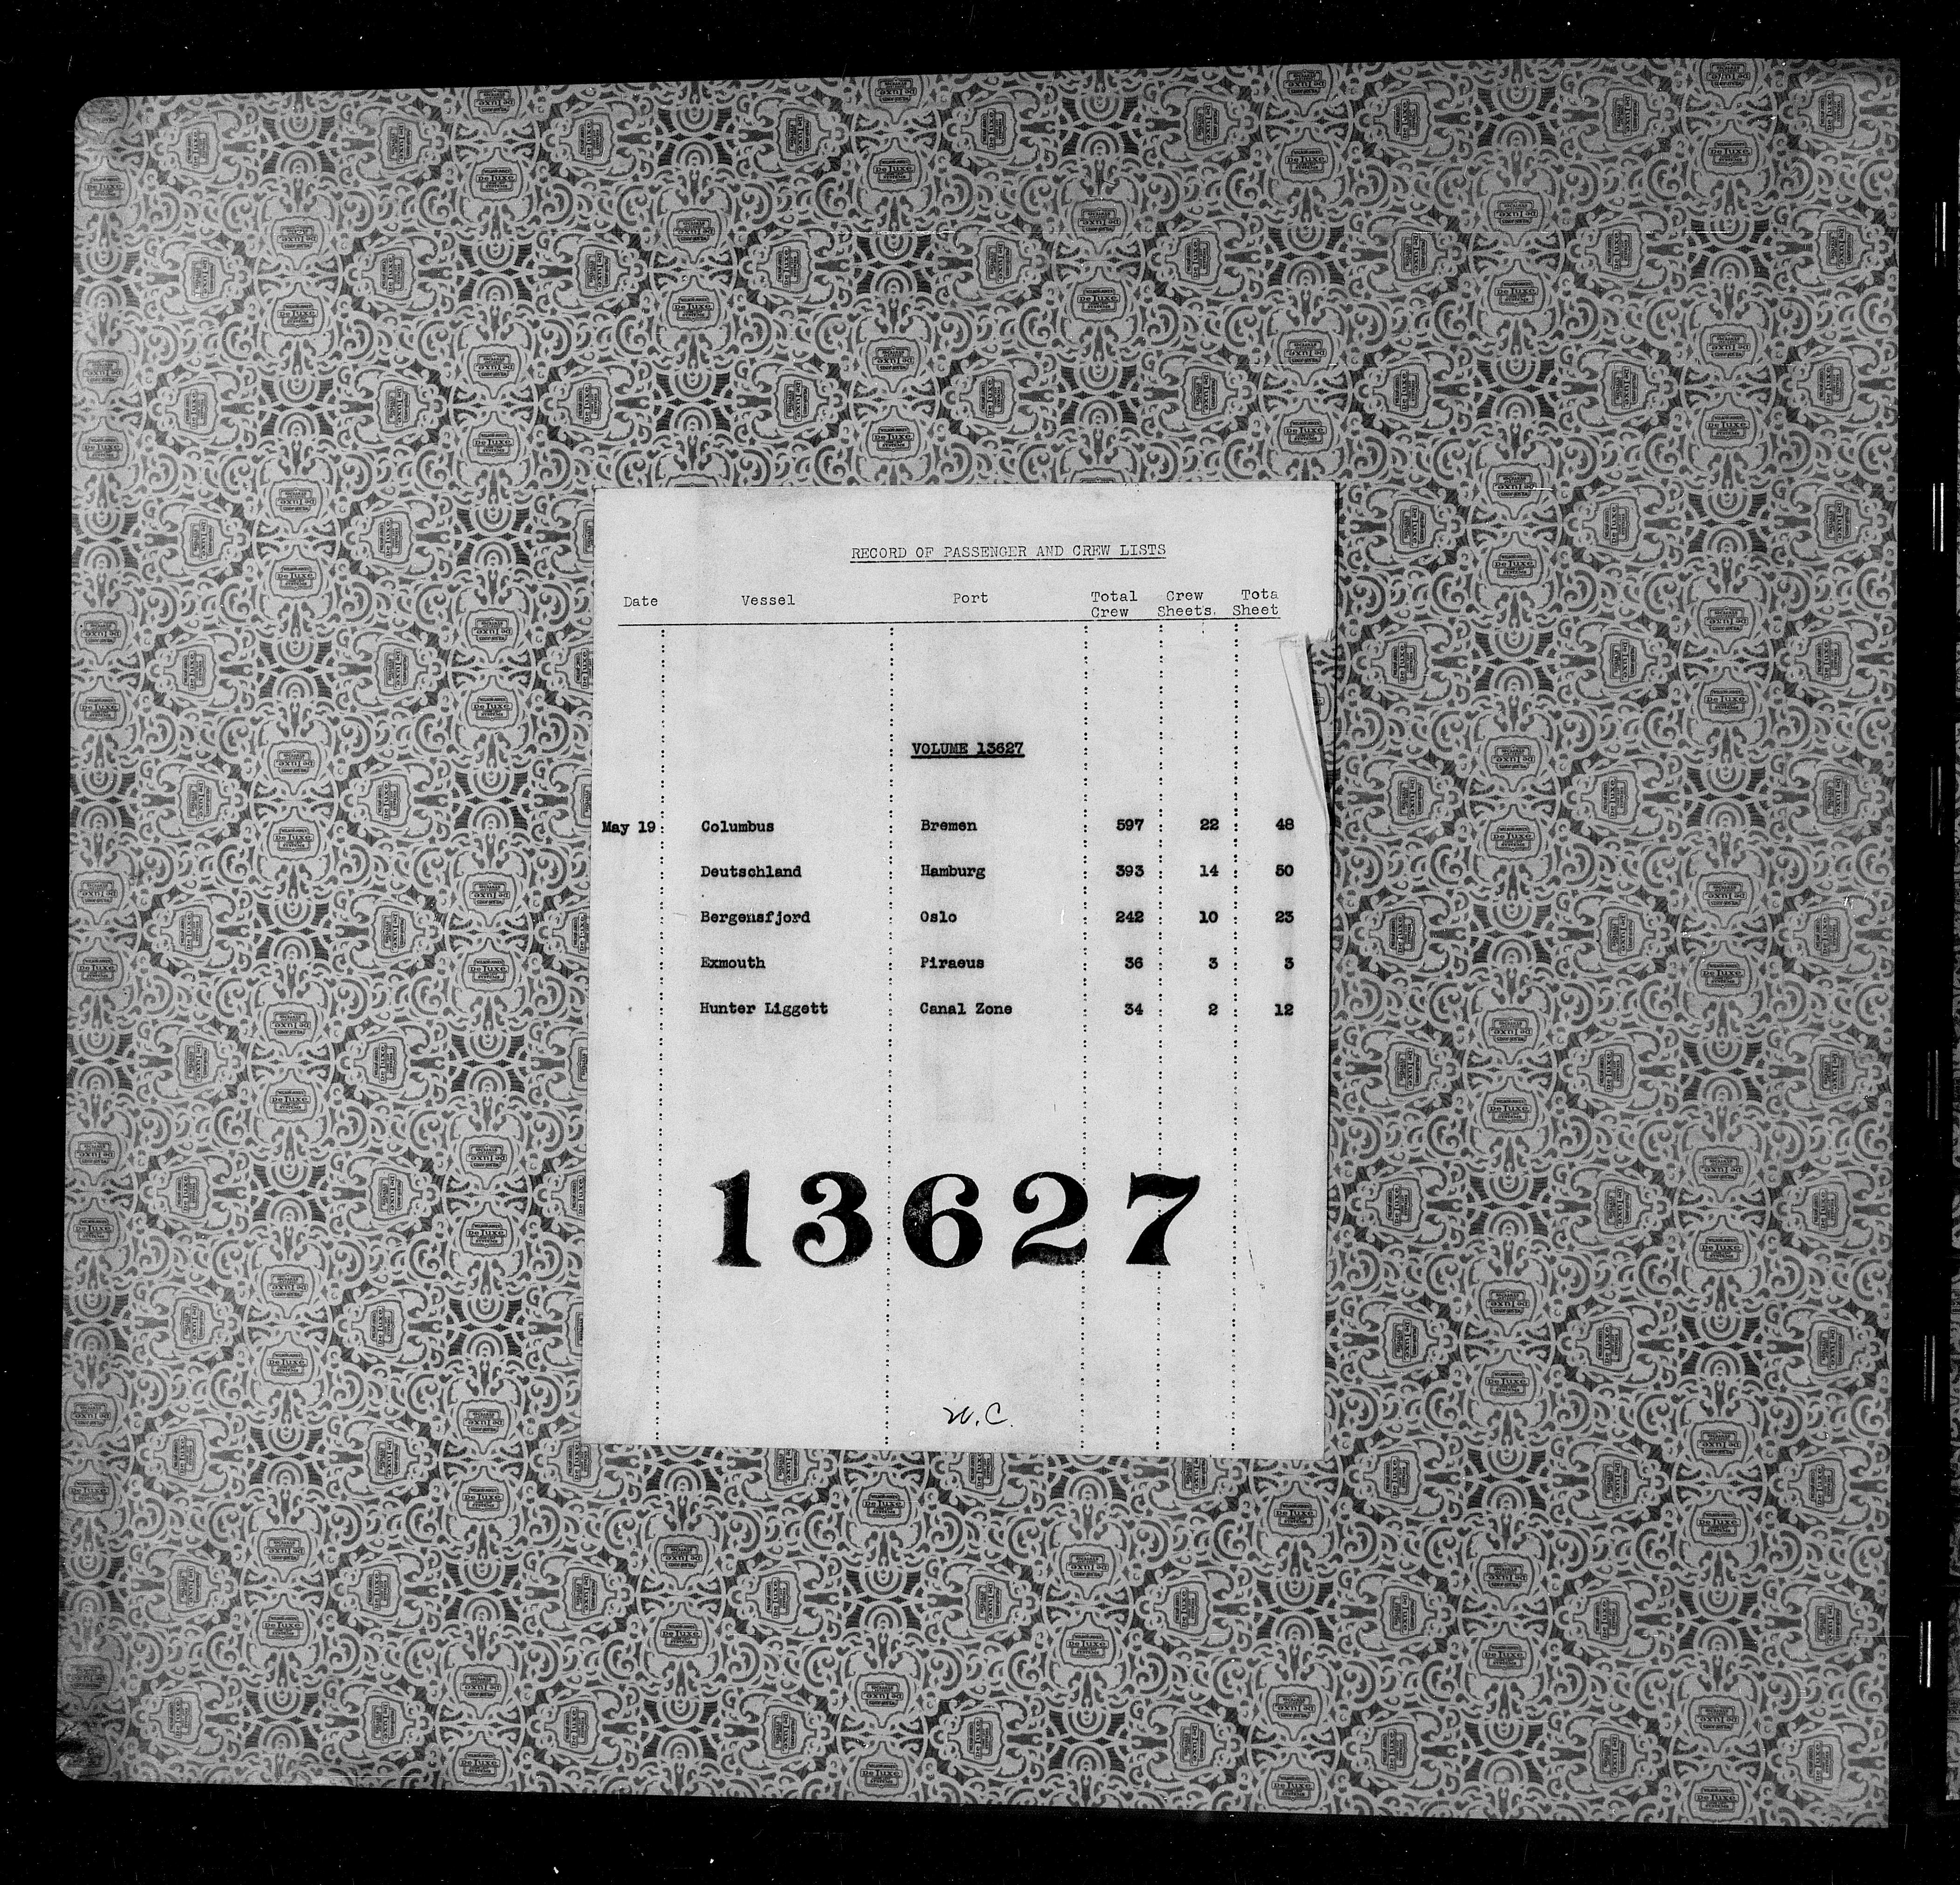 RECORD OF PASSENGER AND CREW LISTS
Date Vessel Port Total Crew Tota
Crew Sheets. Sheet
VOLUME 13627
May 19 Columbus Bremen 597 22 48
Deutschland Hamburg 393 14 50
Bergensfjord Oslo 242 10 23
Exmouth Piraeus 36 3 3
Hunter Liggett Canal Zone 34 2 12
13627
W.C.